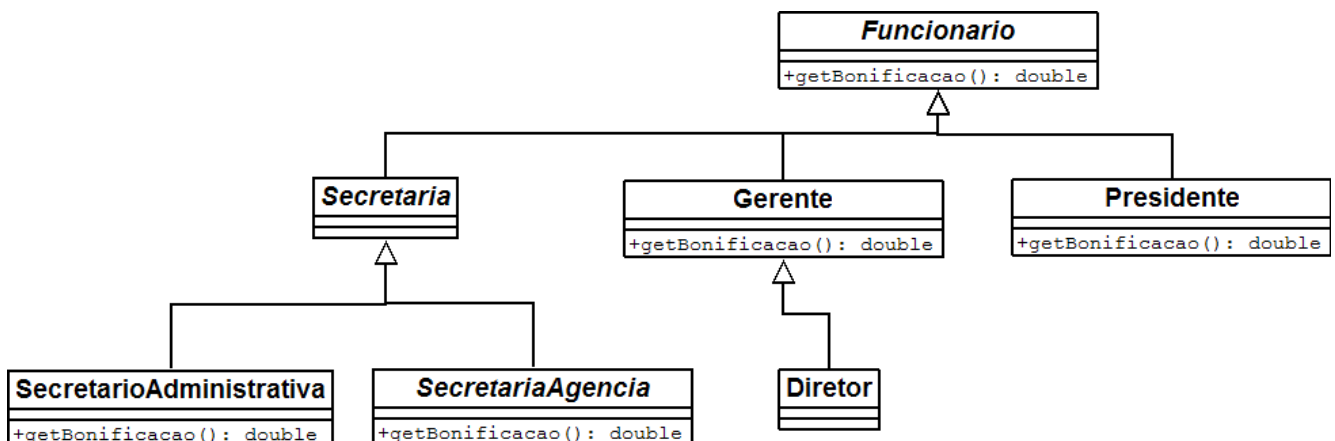 Funcionario
+getBonificacao(): double
Secretaria
Gerente
+getBonificacao(): double
Presidente
+getBonificacao(): double
SecretarioAdministrativa
+getBonificacao(): double
SecretariaAgencia
+getBonificacao(): double
Diretor